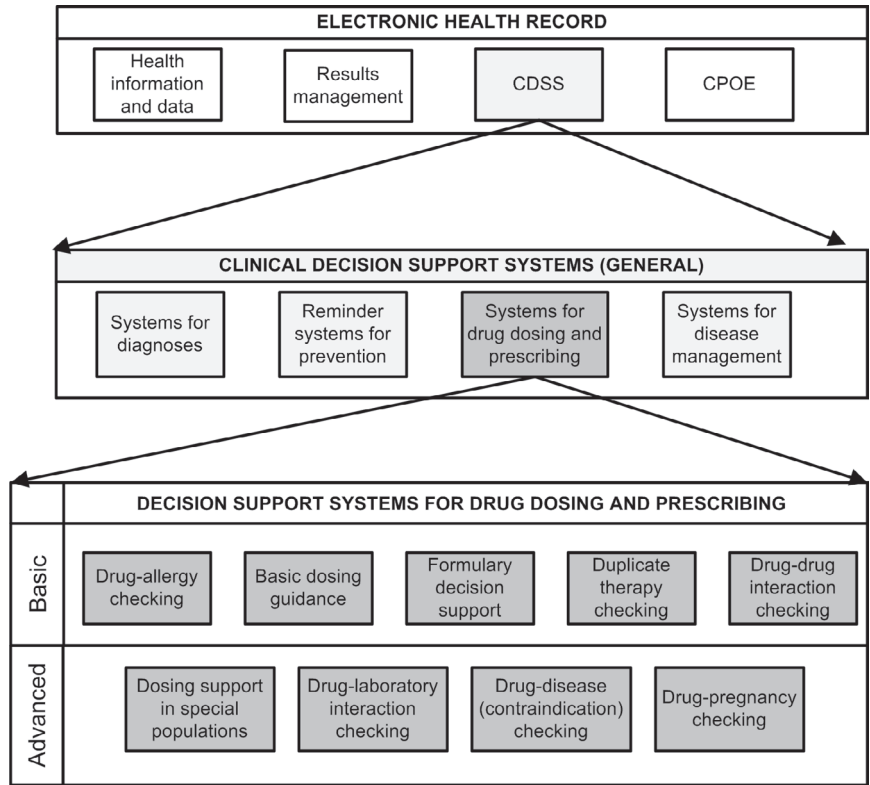 ELECTRONIC HEALTH RECORD
Health
information
and data
Results
management
CDSS
CPOE
CLINICAL DECISION SUPPORT SYSTEMS (GENERAL)
Systems for
diagnoses
Reminder
systems for
prevention
Systems for
drug dosing and
prescribing
Systems for
disease
management
DECISION SUPPORT SYSTEMS FOR DRUG DOSING AND PRESCRIBING
Basic
Drug-allergy
checking
Basic dosing
guidance
Formulary
decision
support
Duplicate
therapy
checking
Drug-drug
interaction
checking
Advanced
Dosing support
in special
populations
Drug-laboratory
interaction
checking
Drug-disease
(contraindication)
checking
Drug-pregnancy
checking